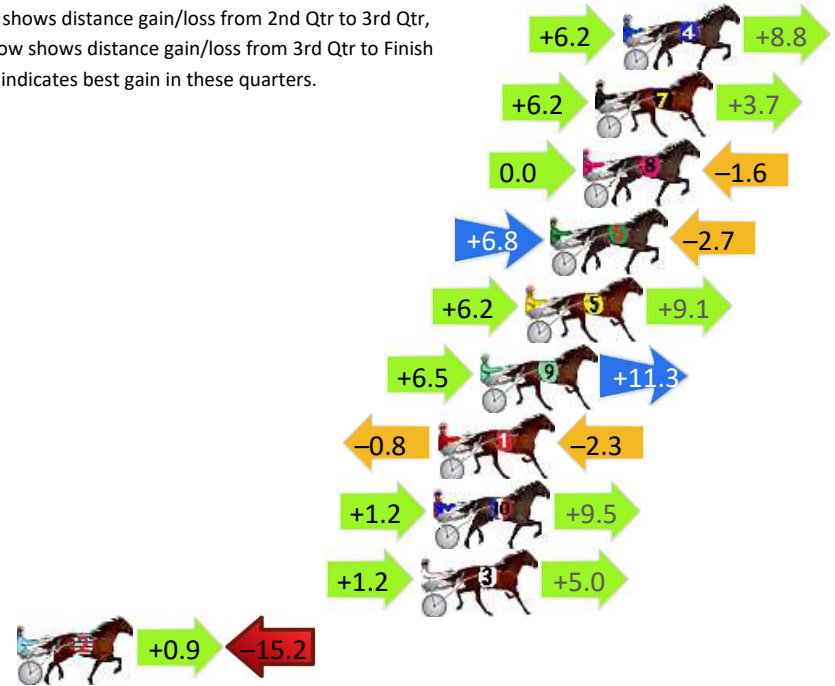 shows distance gain/loss from 2nd Qtr to 3rd Qtr,
ow shows distance gain/loss from 3rd Qtr to Finish
indicates best gain in these quarters.
+6.2 4 +8.8
+6.2 7 +3.7
0.0 8 –1.6
+6.8 6 –2.7
+6.2 5 +9.1
+6.5 9 +11.3
–0.8 1 –2.3
+1.2 10 +9.5
+1.2 3 +5.0
2 +0.9 –15.2